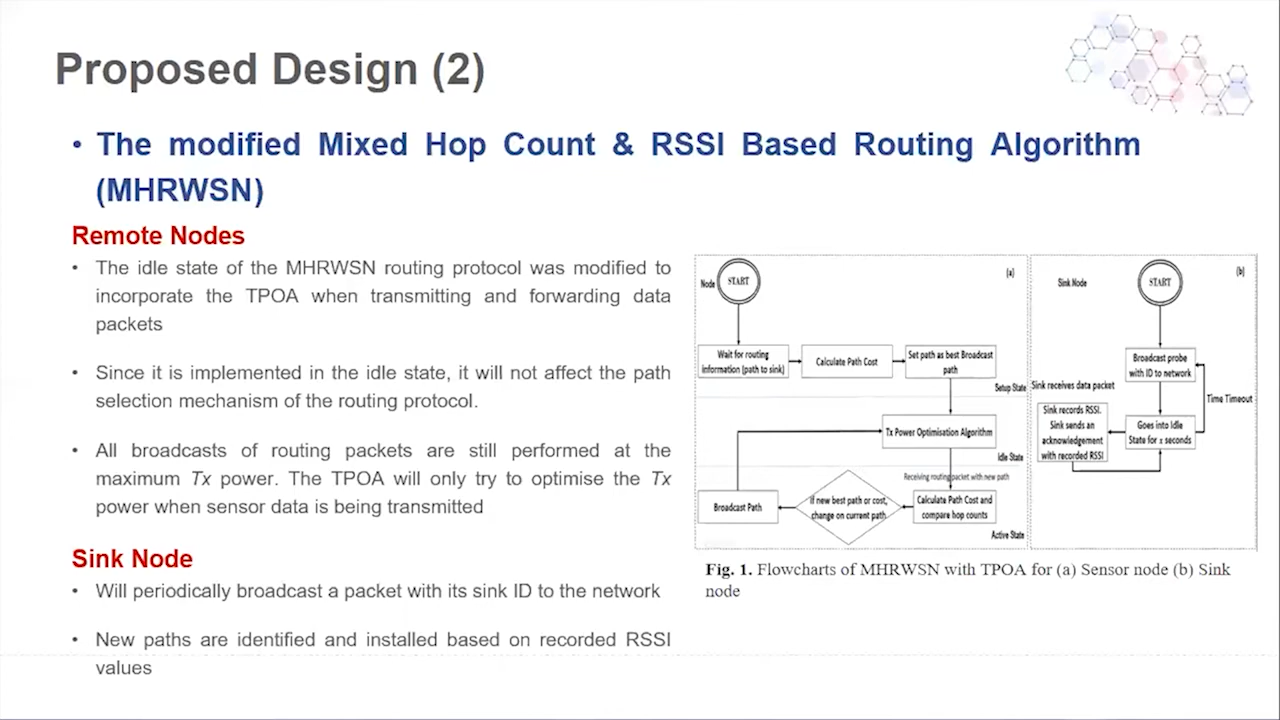 Proposed Design (2)
• The modified Mixed Hop Count & RSSI Based Routing Algorithm
(MHRWSN)
Remote Nodes
• The idle state of the MHRWSN routing protocol was modified to
incorporate the TPOA when transmitting and forwarding data
packets
• Since it is implemented in the idle state, it will not affect the path
selection mechanism of the routing protocol.
• All broadcasts of routing packets are still performed at the
maximum Tx power. The TPOA will only try to optimise the Tx
power when sensor data is being transmitted
Sink Node
• Will periodically broadcast a packet with its sink ID to the network
• New paths are identified and installed based on recorded RSSI
values
Node
START
(a)
Wait for routing
information (path to sink)
Calculate Path Cost
Set path as best Broadcast
path
Setup State
Tx Power Optimisation Algorithm
Idle State
Receiving routing packet with new path
Broadcast Path
If new best path or cost,
change on current path
Calculate Path Cost and
compare hop counts
Active State
Sink Node
START
(b)
Broadcast probe
with ID to network
Sink receives data packet
Time Timeout
Sink records RSSI.
Sink sends an
acknowledgement
with recorded RSSI
Goes into Idle
State for x seconds
Fig. 1. Flowcharts of MHRWSN with TPOA for (a) Sensor node (b) Sink
node